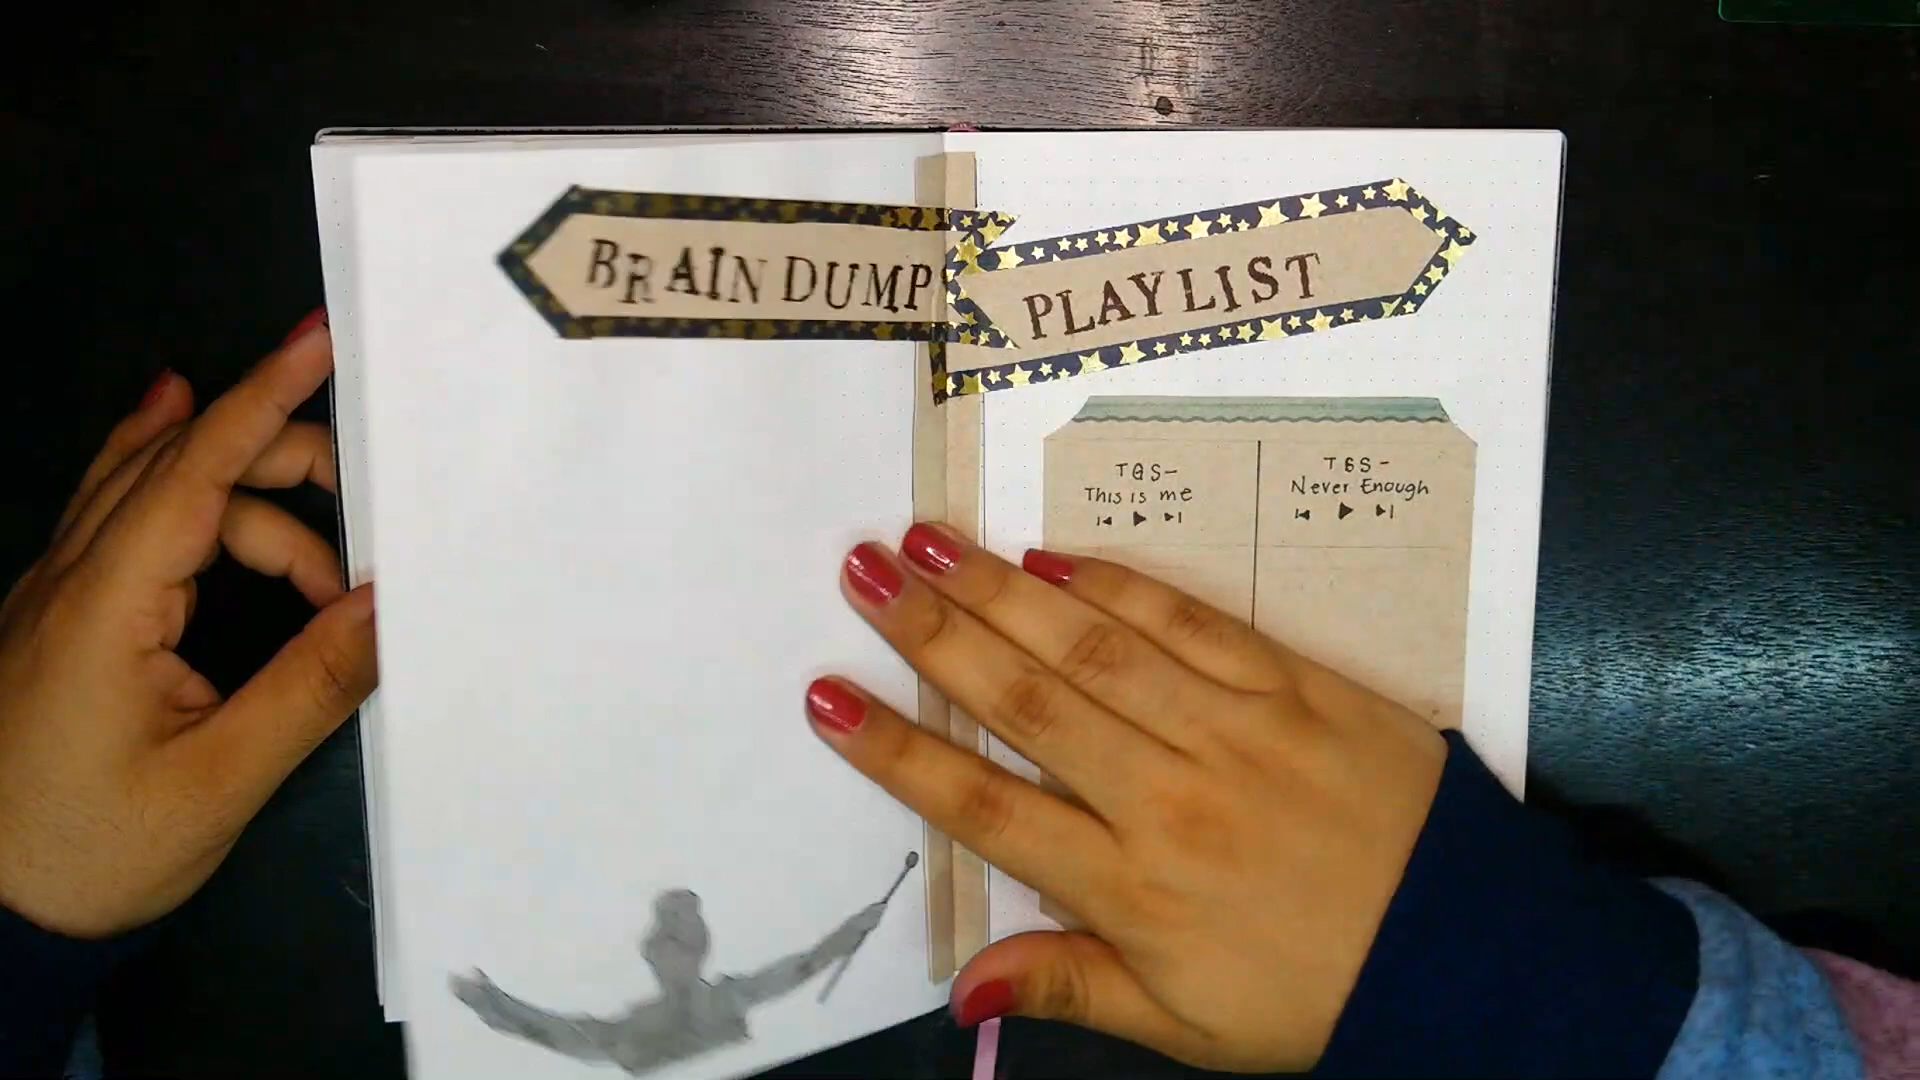 BRAIN DUMP
PLAYLIST
TGS-
This is me
TGS-
Never Enough